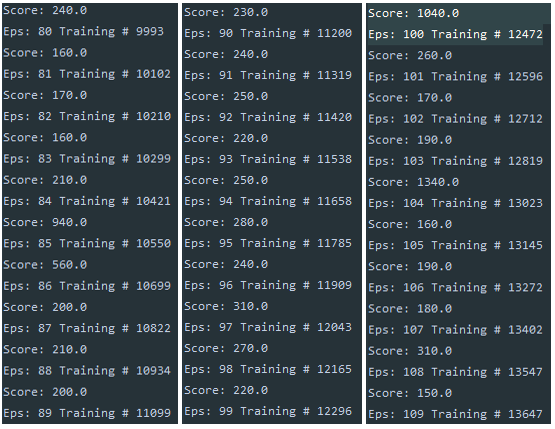 Score: 240.0
Eps: 80 Training # 9993
Score: 160.0
Eps: 81 Training # 10102
Score: 170.0
Eps: 82 Training # 10210
Score: 160.0
Eps: 83 Training # 10299
Score: 210.0
Eps: 84 Training # 10421
Score: 940.0
Eps: 85 Training # 10550
Score: 560.0
Eps: 86 Training # 10699
Score: 200.0
Eps: 87 Training # 10822
Score: 210.0
Eps: 88 Training # 10934
Score: 200.0
Eps: 89 Training # 11099
Score: 230.0
Eps: 90 Training # 11200
Score: 240.0
Eps: 91 Training # 11319
Score: 250.0
Eps: 92 Training # 11420
Score: 220.0
Eps: 93 Training # 11538
Score: 250.0
Eps: 94 Training # 11658
Score: 280.0
Eps: 95 Training # 11785
Score: 240.0
Eps: 96 Training # 11909
Score: 310.0
Eps: 97 Training # 12043
Score: 270.0
Eps: 98 Training # 12165
Score: 220.0
Eps: 99 Training # 12296
Score: 1040.0
Eps: 100 Training # 12472
Score: 260.0
Eps: 101 Training # 12596
Score: 170.0
Eps: 102 Training # 12712
Score: 190.0
Eps: 103 Training # 12819
Score: 1340.0
Eps: 104 Training # 13023
Score: 160.0
Eps: 105 Training # 13145
Score: 190.0
Eps: 106 Training # 13272
Score: 180.0
Eps: 107 Training # 13402
Score: 310.0
Eps: 108 Training # 13547
Score: 150.0
Eps: 109 Training # 13647